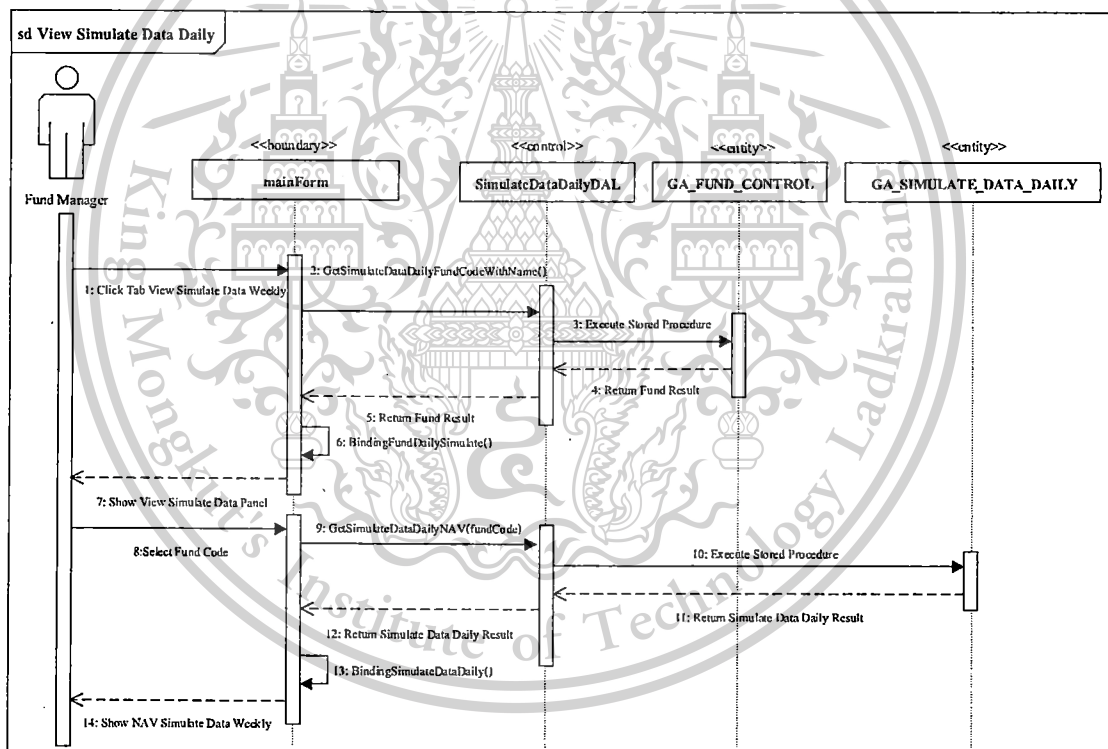 sd View Simulate Data Daily
Fund Manager
<<boundary>>
mainForm
<<control>>
SimulateDataDailyDAL
<<entity>>
GA_FUND_CONTROL
<<entity>>
GA_SIMULATE_DATA_DAILY
1: Click Tab View Simulate Data Weekly
2: GetSimulateDataDailyFundCodeWithName()
3: Execute Stored Procedure
4: Return Fund Result
5: Return Fund Result
6: BindingFundDailySimulate()
7: Show View Simulate Data Panel
8:Select Fund Code
9: GetSimulateDataDailyNAV(fundCode)
10: Execute Stored Procedure
11: Return Simulate Data Daily Result
12: Return Simulate Data Daily Result
13: BindingSimulateDataDaily()
14: Show NAV Simulate Data Weekly
King Mongkut's Institute of Technology Ladkrabang